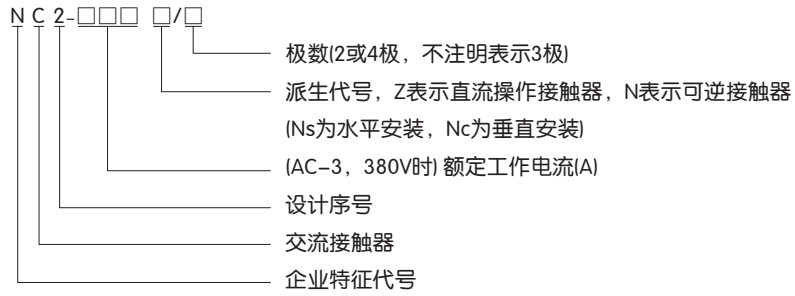 N C 2-□□□ □/□
极数(2或4极，不注明表示3极)
派生代号，Z表示直流操作接触器，N表示可逆接触器
(Ns为水平安装，Nc为垂直安装)
(AC-3，380V时) 额定工作电流(A)
设计序号
交流接触器
企业特征代号